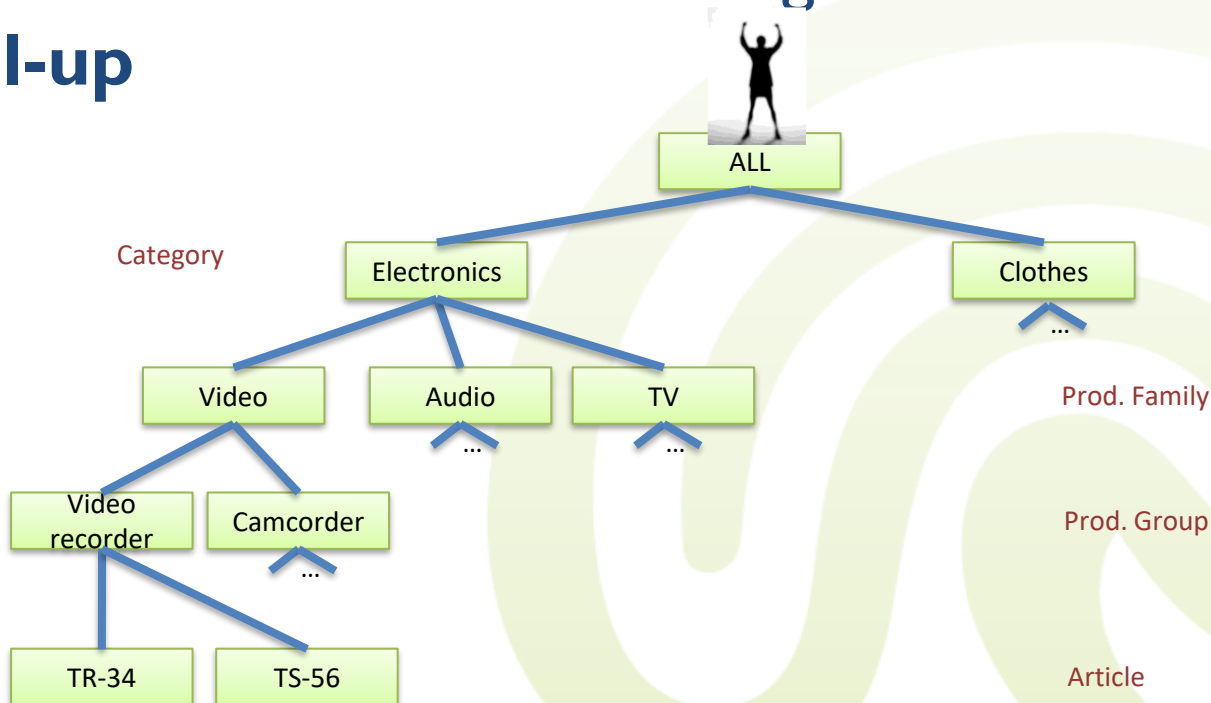 l-up
ALL
Category
Electronics
Clothes
...
Video
Audio
TV
Prod. Family
...
...
Video
recorder
Camcorder
Prod. Group
...
TR-34
TS-56
Article